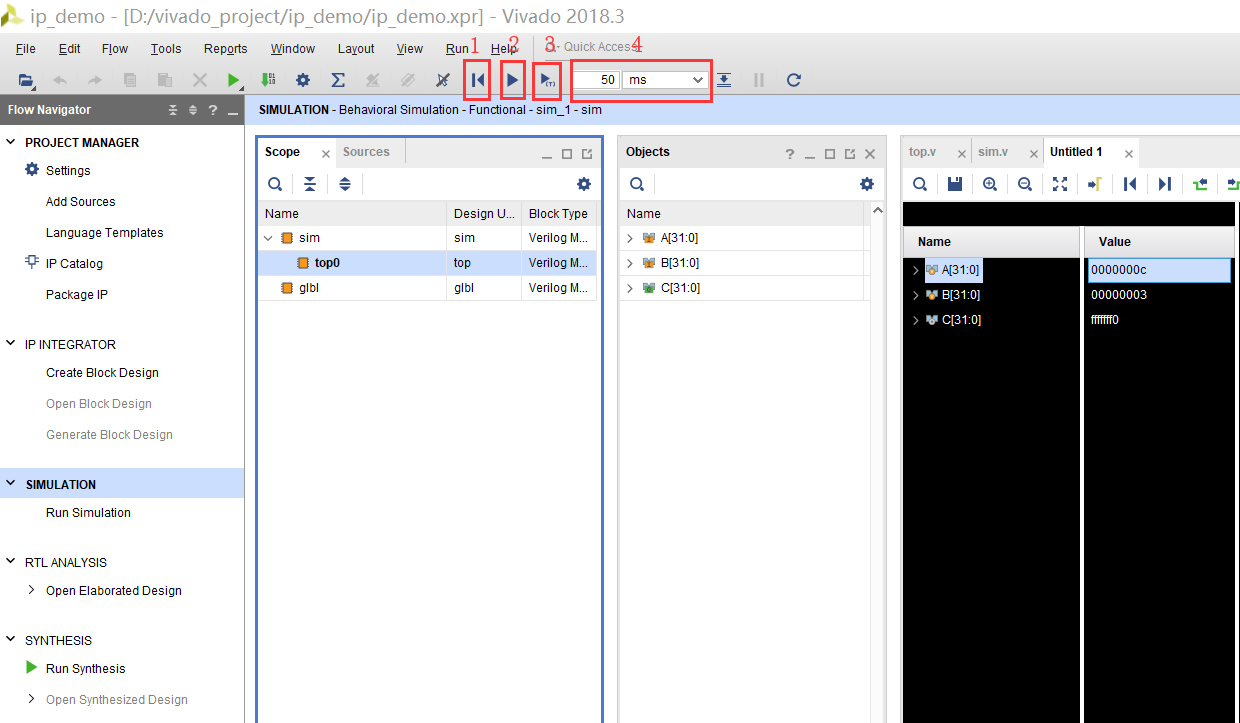 ip_demo - [D:/vivado_project/ip_demo/ip_demo.xpr] - Vivado 2018.3
File Edit Flow Tools Reports Window Layout View Run Help Quick Access
1 2 3 4
50 ms
Flow Navigator
SIMULATION - Behavioral Simulation - Functional - sim_1 - sim
PROJECT MANAGER
Settings
Add Sources
Language Templates
IP Catalog
Package IP
IP INTEGRATOR
Create Block Design
Open Block Design
Generate Block Design
SIMULATION
Run Simulation
RTL ANALYSIS
Open Elaborated Design
SYNTHESIS
Run Synthesis
Open Synthesized Design
Scope Sources
Name Design U... Block Type
sim sim Verilog M...
top0 top Verilog M...
glbl glbl Verilog M...
Objects
Name
A[31:0]
B[31:0]
C[31:0]
top.v sim.v Untitled 1
Name Value
A[31:0] 0000000c
B[31:0] 00000003
C[31:0] fffffff0